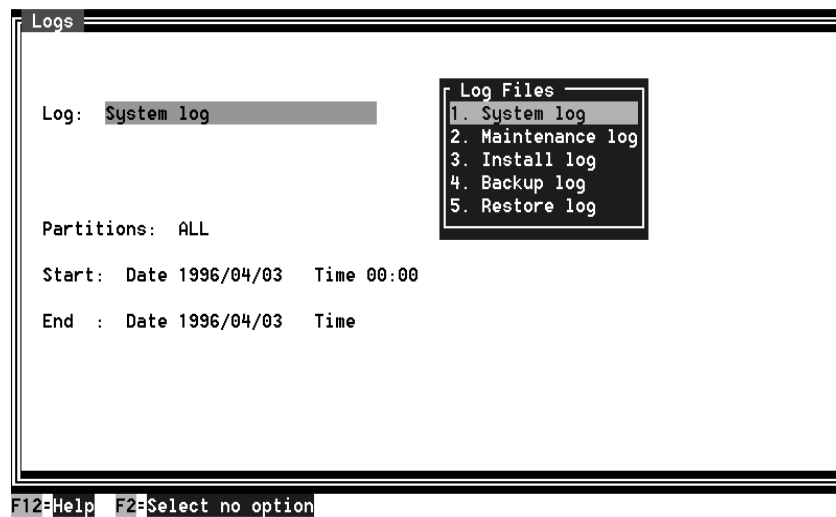 Logs
Log: System log
Log Files
1. System log
2. Maintenance log
3. Install log
4. Backup log
5. Restore log
Partitions: ALL
Start: Date 1996/04/03 Time 00:00
End : Date 1996/04/03 Time
F12=Help F2=Select no option